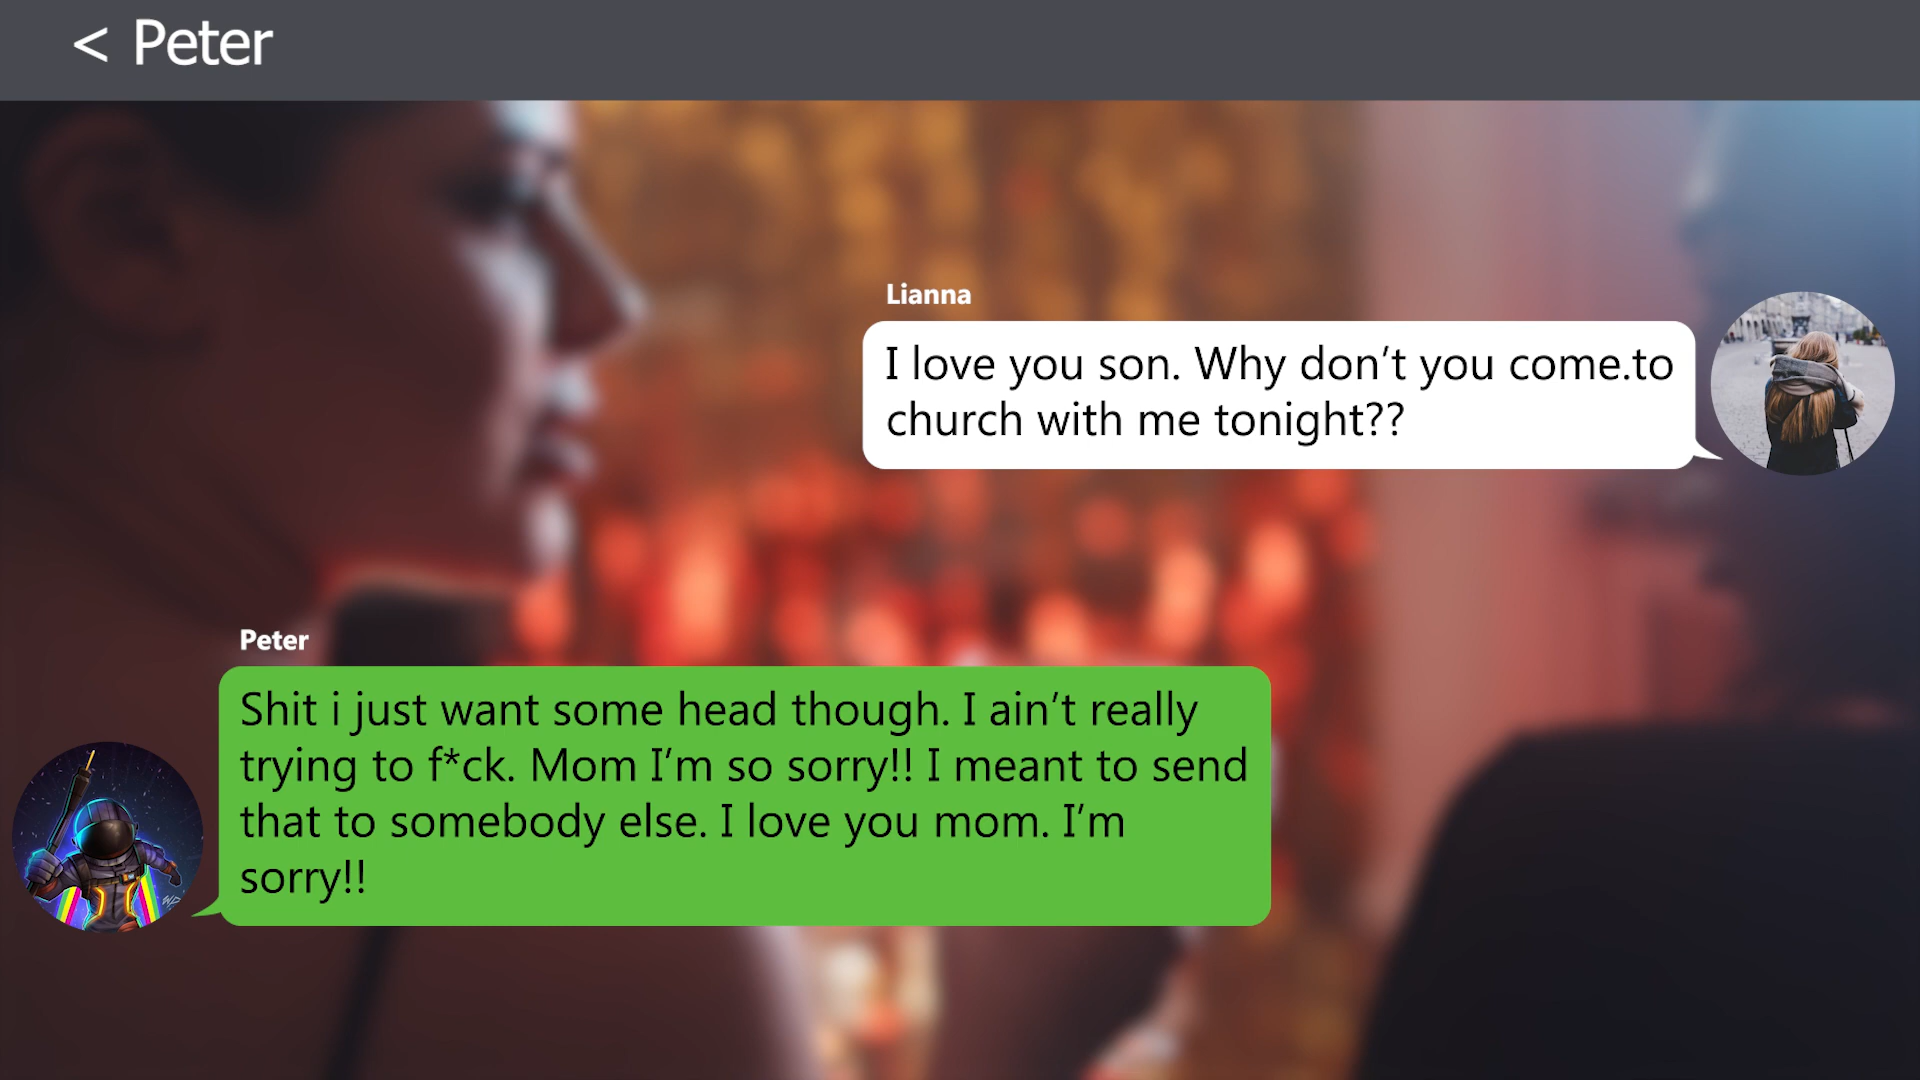 < Peter
Lianna
I love you son. Why don’t you come.to
church with me tonight??
Peter
Shit i just want some head though. I ain’t really
trying to f*ck. Mom I’m so sorry!! I meant to send
that to somebody else. I love you mom. I’m
sorry!!